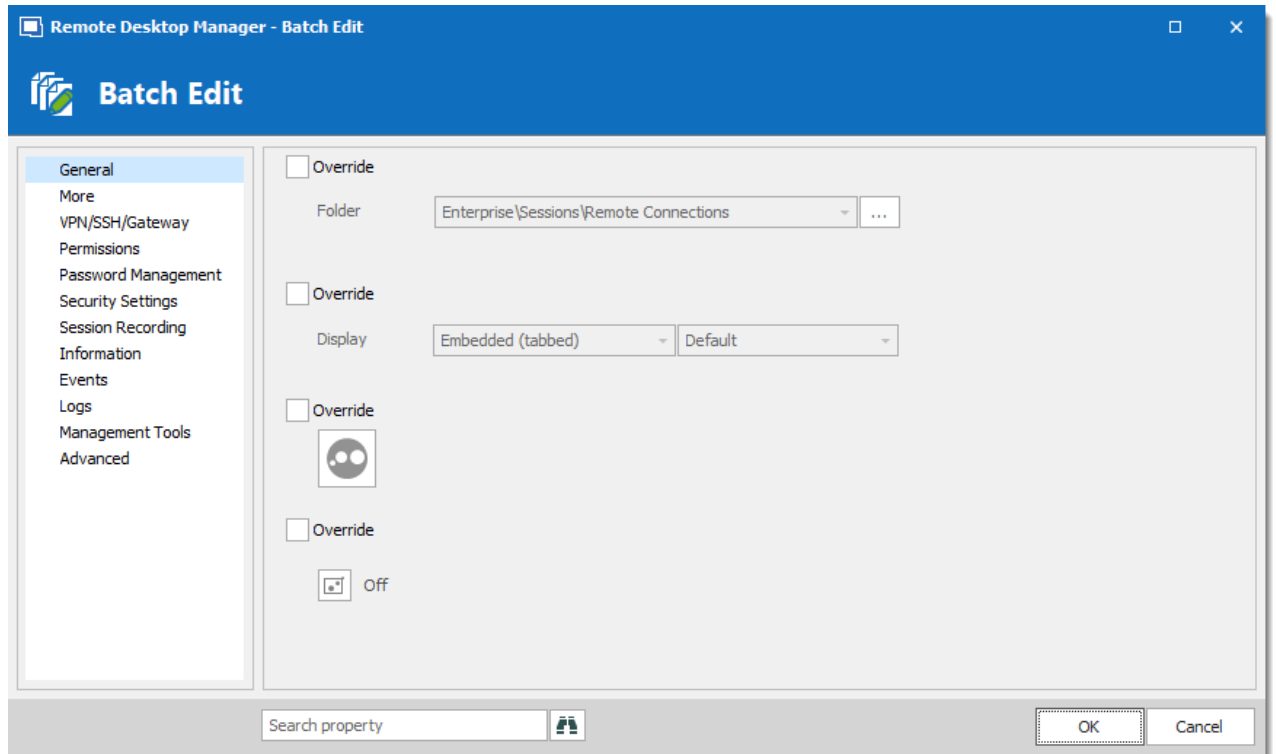 Remote Desktop Manager - Batch Edit
Batch Edit
General
More
VPN/SSH/Gateway
Permissions
Password Management
Security Settings
Session Recording
Information
Events
Logs
Management Tools
Advanced
Override
Folder Enterprise\Sessions\Remote Connections ...
Override
Display Embedded (tabbed) Default
Override
Override
Off
Search property OK Cancel